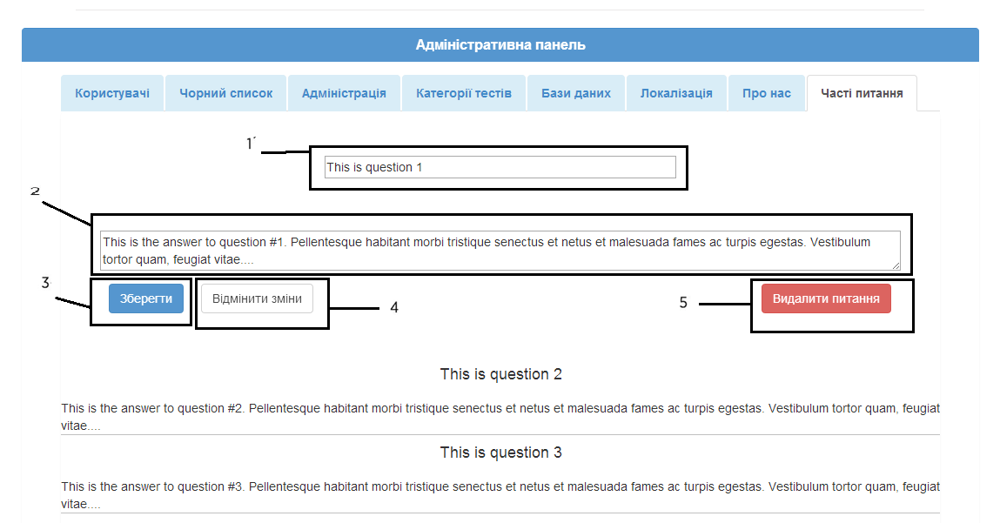 Адміністративна панель
Користувачі Чорний список Адміністрація Категорії тестів Бази даних Локалізація Про нас Часті питання
1
This is question 1
2
This is the answer to question #1. Pellentesque habitant morbi tristique senectus et netus et malesuada fames ac turpis egestas. Vestibulum
tortor quam, feugiat vitae....
3
Зберегти Відмінити зміни 4 5 Видалити питання
This is question 2
This is the answer to question #2. Pellentesque habitant morbi tristique senectus et netus et malesuada fames ac turpis egestas. Vestibulum tortor quam, feugiat
vitae....
This is question 3
This is the answer to question #3. Pellentesque habitant morbi tristique senectus et netus et malesuada fames ac turpis egestas. Vestibulum tortor quam, feugiat
vitae....